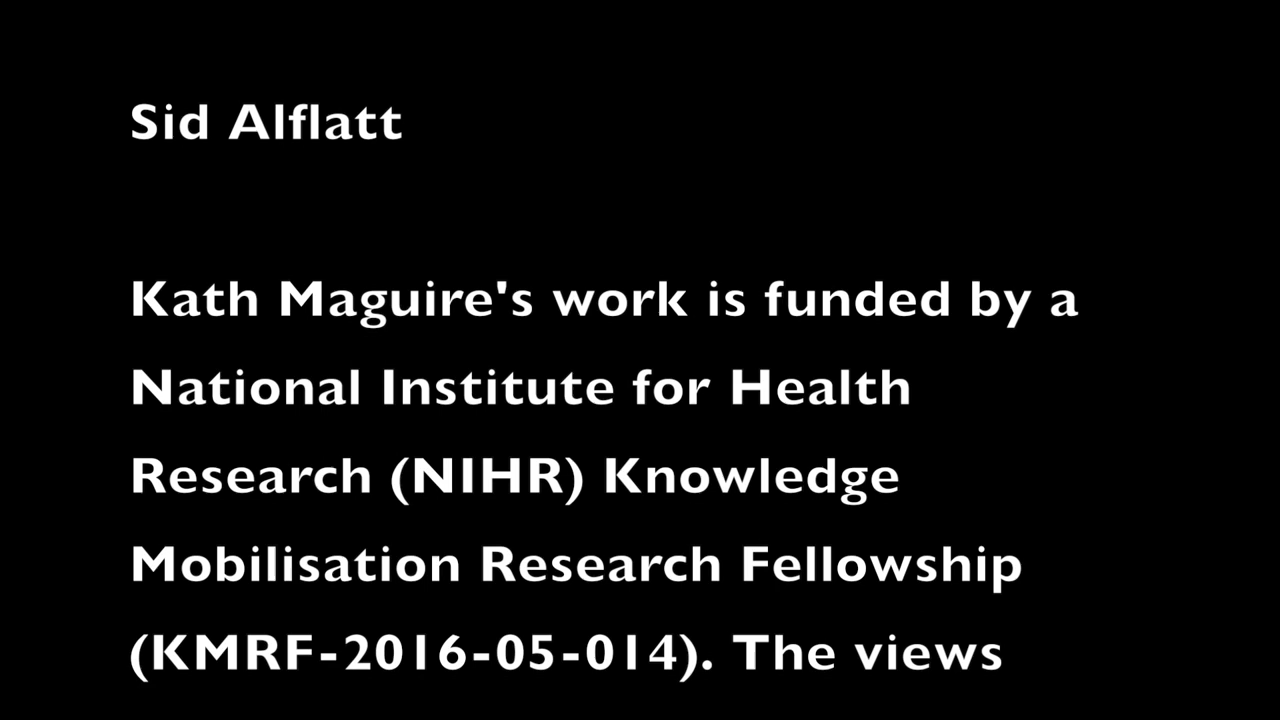 Sid Alflatt
Kath Maguire's work is funded by a
National Institute for Health
Research (NIHR) Knowledge
Mobilisation Research Fellowship
(KMRF-2016-05-014). The views